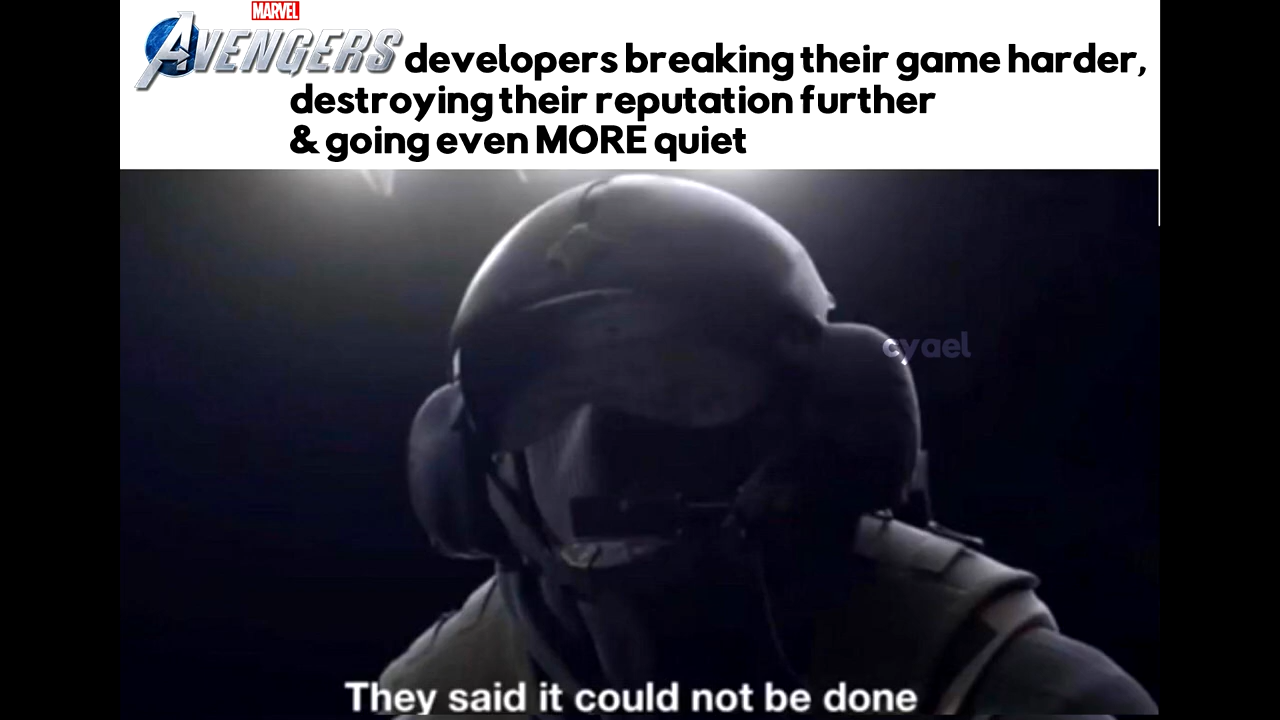 MARVEL
AVENGERS developers breaking their game harder,
destroying their reputation further
& going even MORE quiet
cyael
They said it could not be done